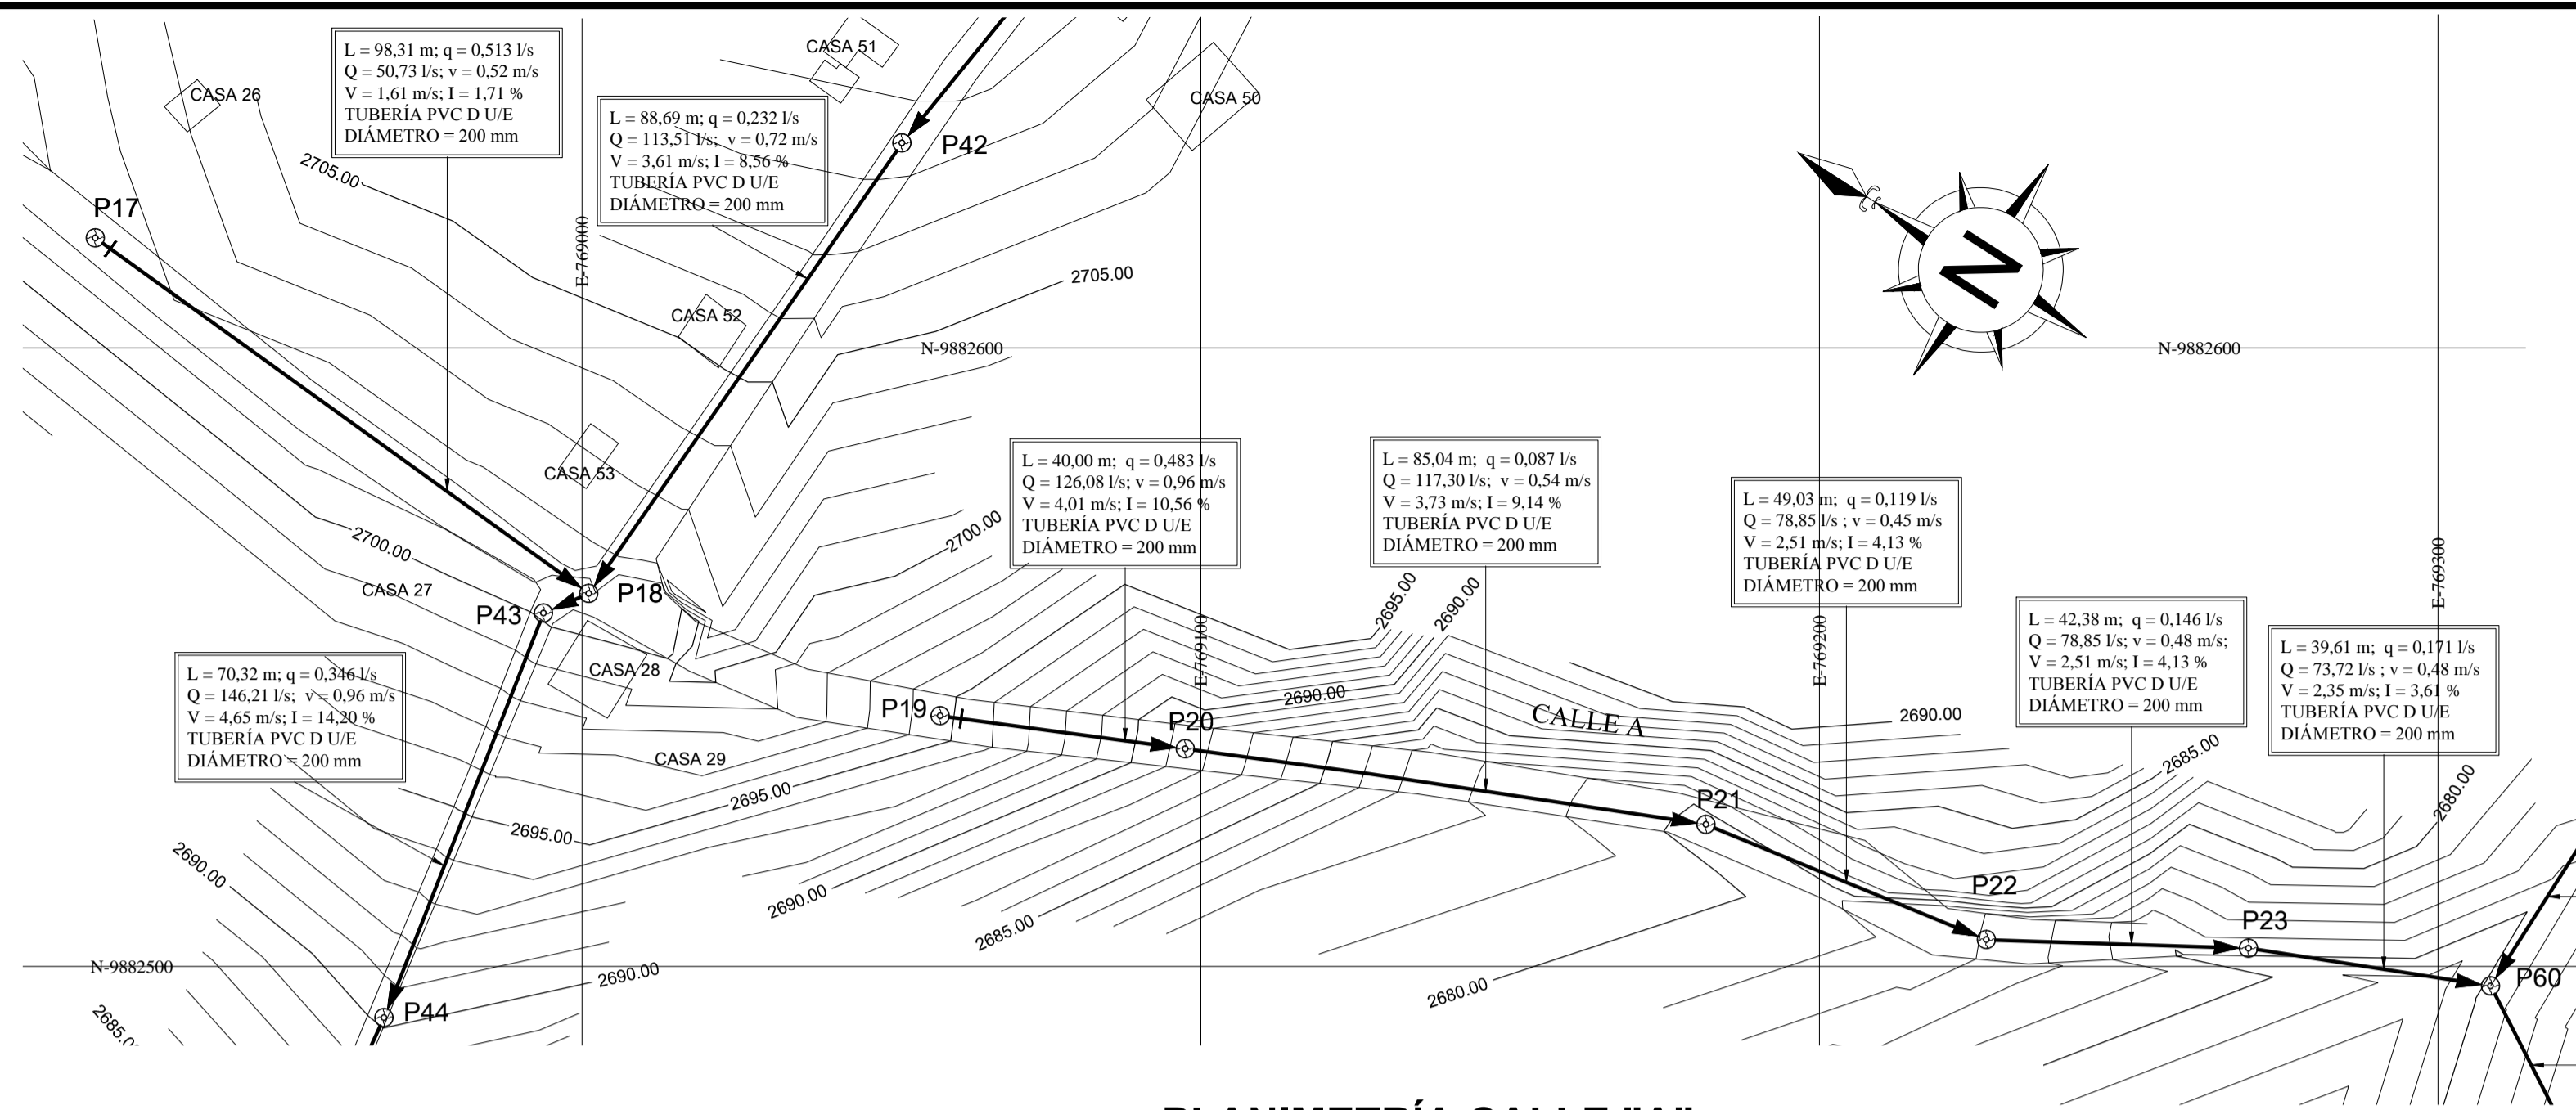 L = 98,31 m; q = 0,513 l/s
Q = 50,73 l/s; v = 0,52 m/s
V = 1,61 m/s; I = 1,71 %
TUBERÍA PVC D U/E
DIÁMETRO = 200 mm
CASA 26
CASA 51
CASA 50
L = 88,69 m; q = 0,232 l/s
Q = 113,51 l/s; v = 0,72 m/s
V = 3,61 m/s; I = 8,56 %
TUBERÍA PVC D U/E
DIÁMETRO = 200 mm
P42
2705.00
P17
E-769000
2705.00
N
CASA 52
N-9882600
N-9882600
CASA 53
L = 40,00 m; q = 0,483 l/s
Q = 126,08 l/s; v = 0,96 m/s
V = 4,01 m/s; I = 10,56 %
TUBERÍA PVC D U/E
DIÁMETRO = 200 mm
L = 85,04 m; q = 0,087 l/s
Q = 117,30 l/s; v = 0,54 m/s
V = 3,73 m/s; I = 9,14 %
TUBERÍA PVC D U/E
DIÁMETRO = 200 mm
L = 49,03 m; q = 0,119 l/s
Q = 78,85 l/s ; v = 0,45 m/s
V = 2,51 m/s; I = 4,13 %
TUBERÍA PVC D U/E
DIÁMETRO = 200 mm
2700.00
2700.00
E-769300
CASA 27
P18
P43
2695.00
2690.00
E-769100
E-769200
L = 42,38 m; q = 0,146 l/s
Q = 78,85 l/s; v = 0,48 m/s;
V = 2,51 m/s; I = 4,13 %
TUBERÍA PVC D U/E
DIÁMETRO = 200 mm
L = 39,61 m; q = 0,171 l/s
Q = 73,72 l/s ; v = 0,48 m/s
V = 2,35 m/s; I = 3,61 %
TUBERÍA PVC D U/E
DIÁMETRO = 200 mm
L = 70,32 m; q = 0,346 l/s
Q = 146,21 l/s; v = 0,96 m/s
V = 4,65 m/s; I = 14,20 %
TUBERÍA PVC D U/E
DIÁMETRO = 200 mm
CASA 28
2690.00
P19
P20
CALLE A
2690.00
CASA 29
2685.00
2695.00
2680.00
P21
2695.00
2690.00
P22
2690.00
P23
2685.00
N-9882500
2690.00
P60
2680.00
P44
2685.0
PLANIMETRÍA CALLE "A"